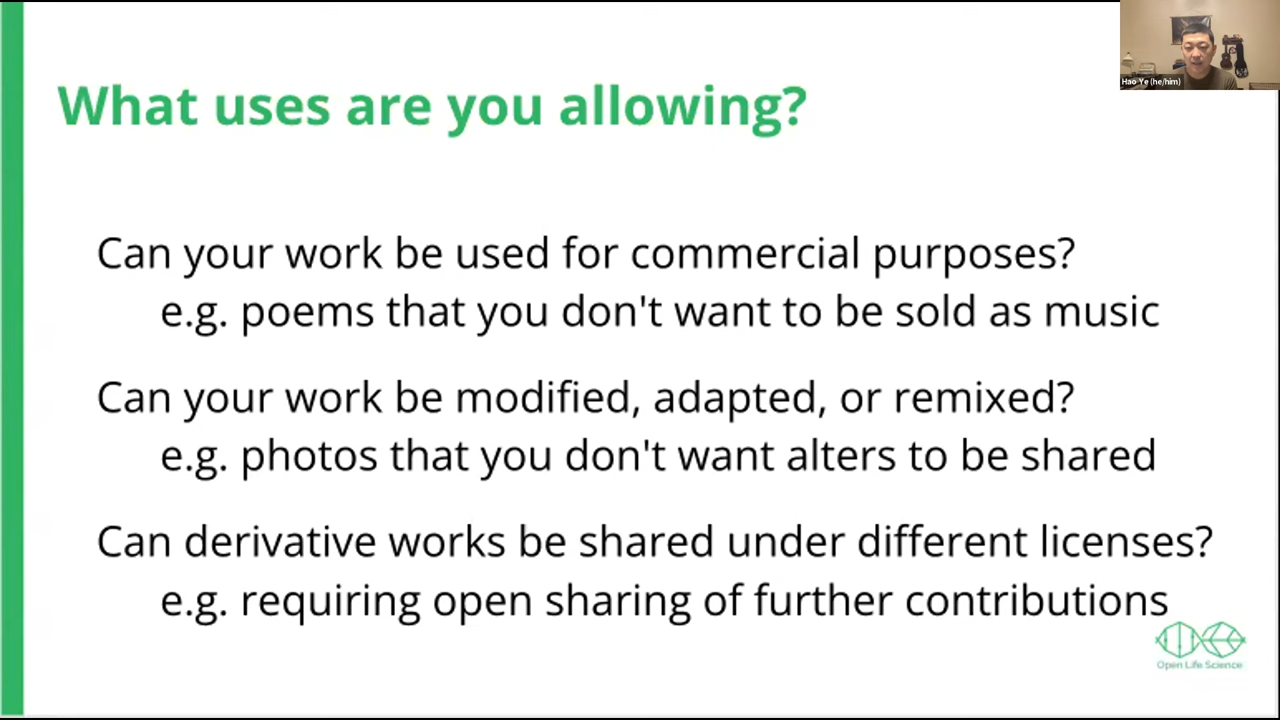 Hao Ye (he/him)
What uses are you allowing?
Can your work be used for commercial purposes?
e.g. poems that you don't want to be sold as music
Can your work be modified, adapted, or remixed?
e.g. photos that you don't want alters to be shared
Can derivative works be shared under different licenses?
e.g. requiring open sharing of further contributions
Open Life Science